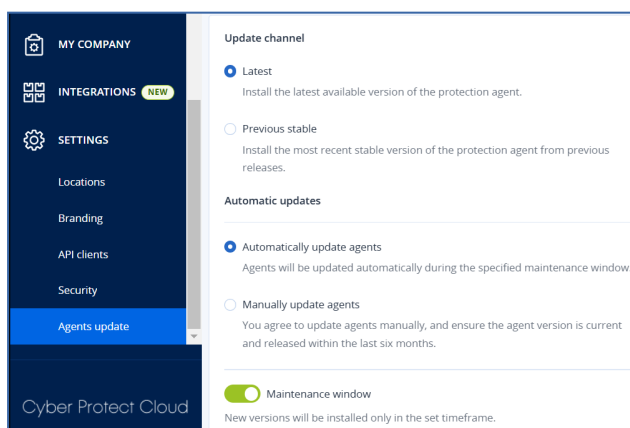 MY COMPANY
INTEGRATIONS NEW
SETTINGS
Locations
Branding
API clients
Security
Agents update
Cyber Protect Cloud
Update channel
Latest
Install the latest available version of the protection agent.
Previous stable
Install the most recent stable version of the protection agent from previous
releases.
Automatic updates
Automatically update agents
Agents will be updated automatically during the specified maintenance window
Manually update agents
You agree to update agents manually, and ensure the agent version is current
and released within the last six months.
Maintenance window
New versions will be installed only in the set timeframe.